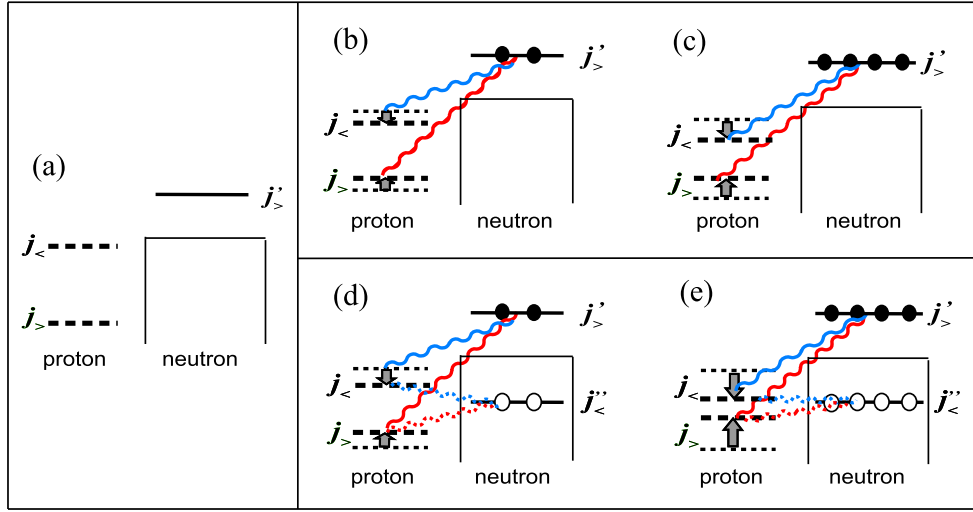 (a)
j'>
j<
j>
proton neutron
(b)
j'>
j<
j>
proton neutron
(c)
j'>
j<
j>
proton neutron
(d)
j'>
j<
j''<
j>
proton neutron
(e)
j'>
j<
j''<
j>
proton neutron